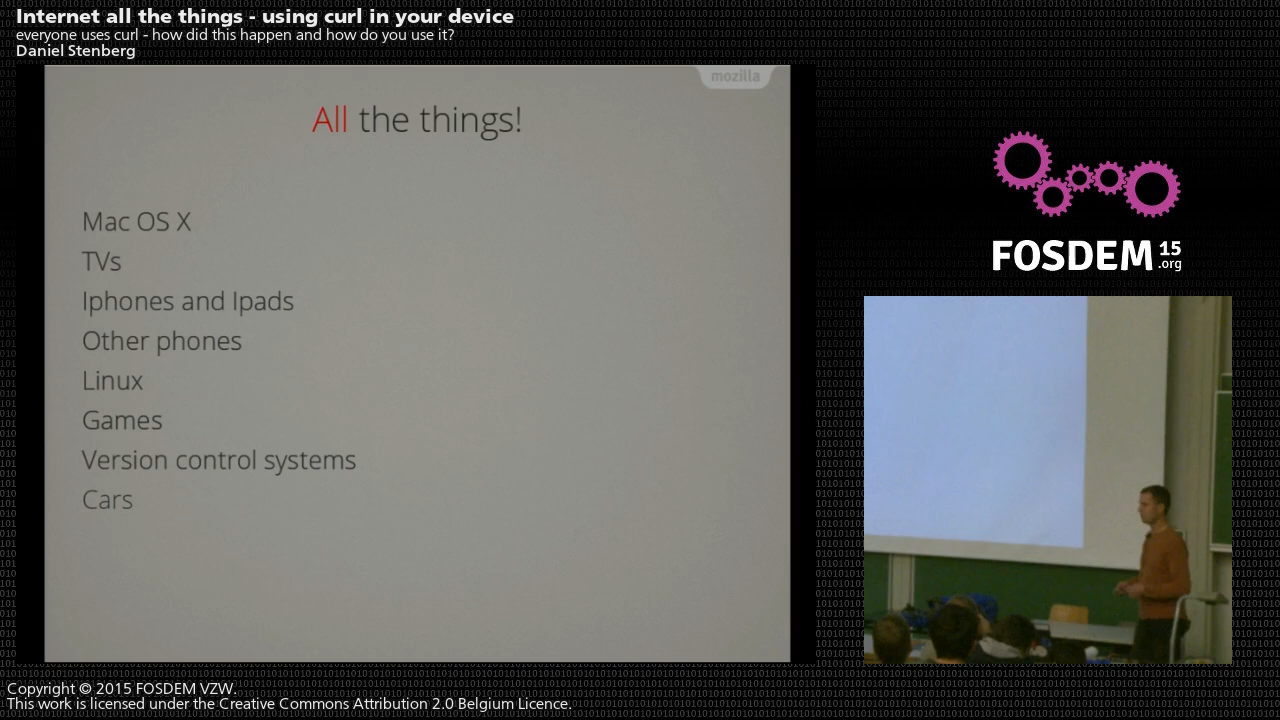 Internet all the things - using curl in your device
everyone uses curl - how did this happen and how do you use it?
Daniel Stenberg
mozilla
All the things!
Mac OS X
TVs
Iphones and Ipads
Other phones
Linux
Games
Version control systems
Cars
FOSDEM 15
.org
Copyright © 2015 FOSDEM VZW.
This work is licensed under the Creative Commons Attribution 2.0 Belgium Licence.